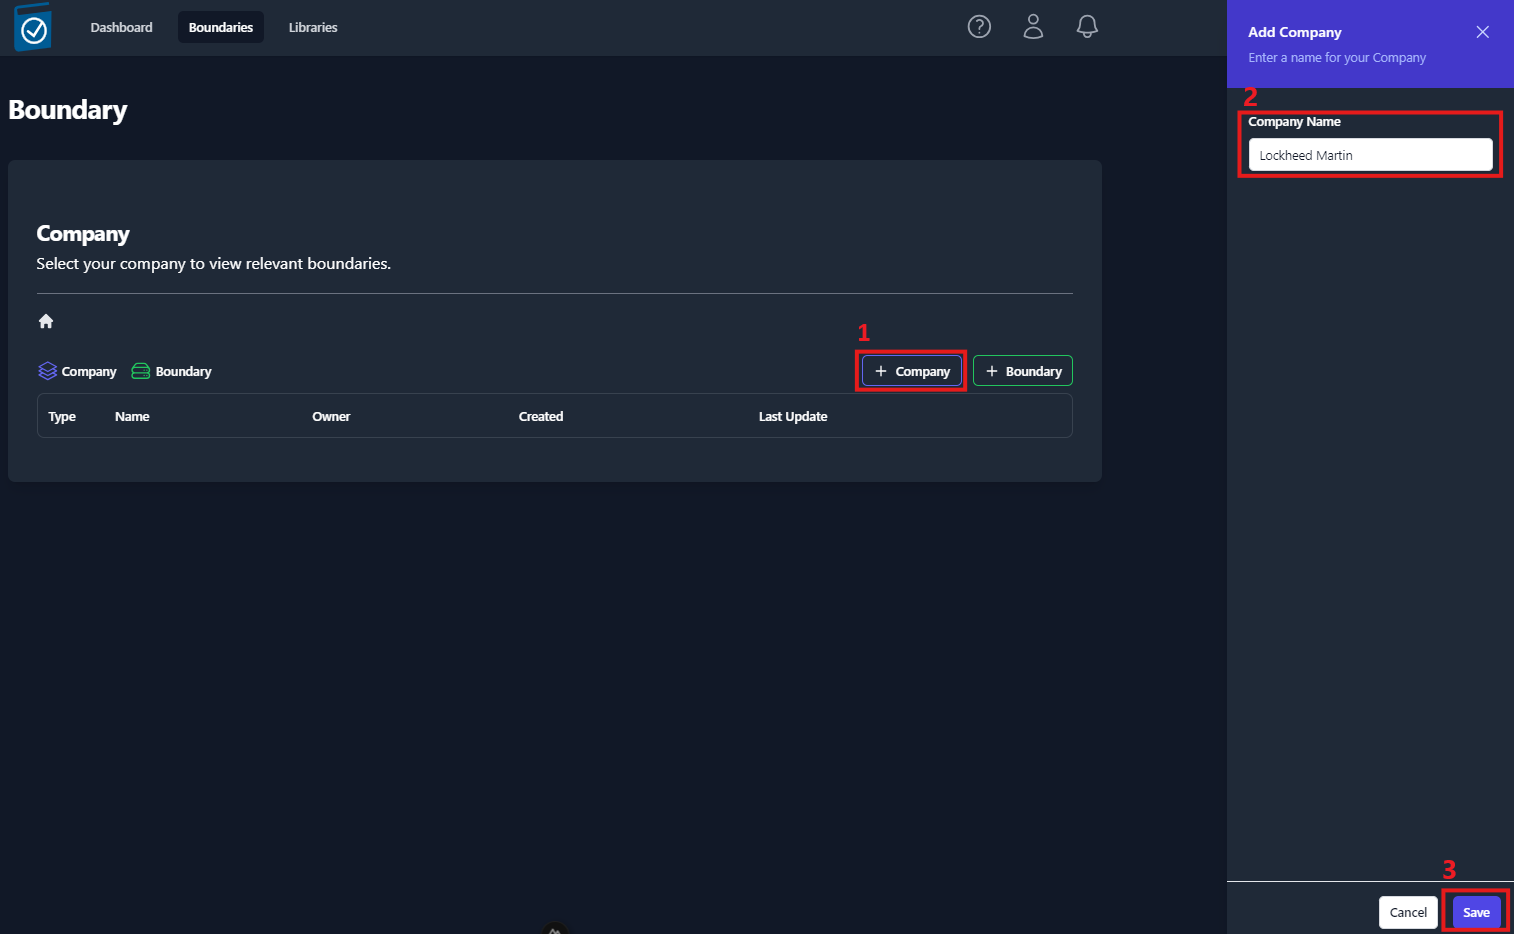 Dashboard Boundaries Libraries
Add Company
Enter a name for your Company
Boundary
2
Company Name
Lockheed Martin
Company
Select your company to view relevant boundaries.
1
Company Boundary + Company + Boundary
Type Name Owner Created Last Update
3
Cancel Save